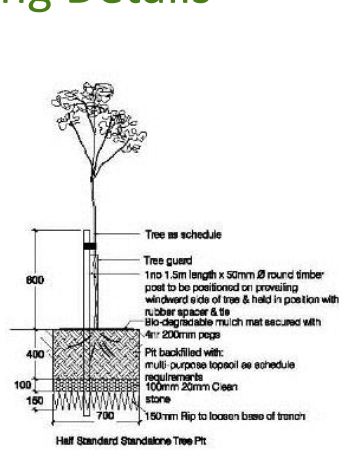 ng Details
Tree as schedule
Tree guard
1no 1.5m length x 50mm Ø round timber
post to be positioned on prevailing
windward side of tree & held in position with
rubber spacer & tie
Bio-degradable mulch mat secured with
4nr 200mm pegs
Pit backfilled with:
multi-purpose topsoil as schedule
requirements
100mm 20mm Clean
stone
150mm Rip to loosen base of trench
600
400
100
150
700
Half Standard Standalone Tree Pit